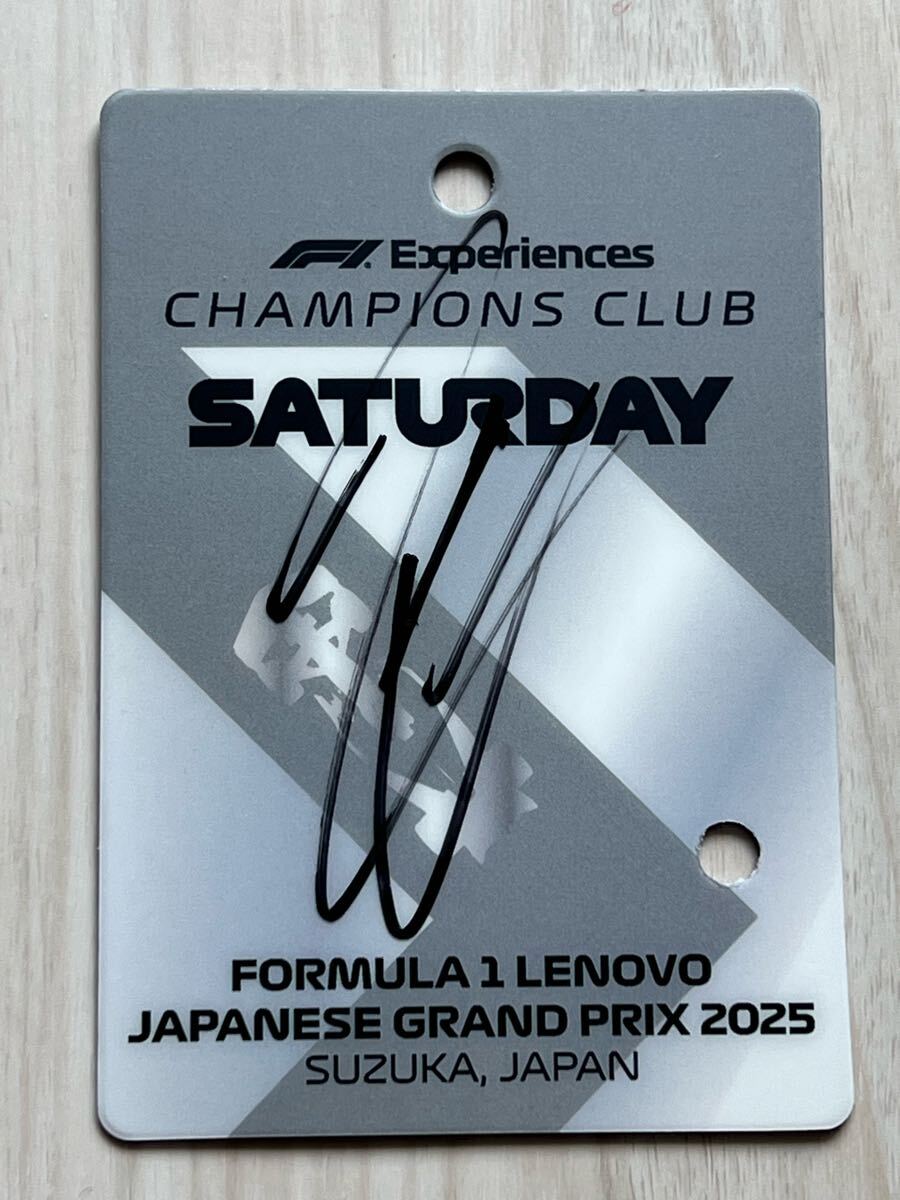 F1 Experiences
CHAMPIONS CLUB
SATURDAY
FORMULA 1 LENOVO
JAPANESE GRAND PRIX 2025
SUZUKA, JAPAN